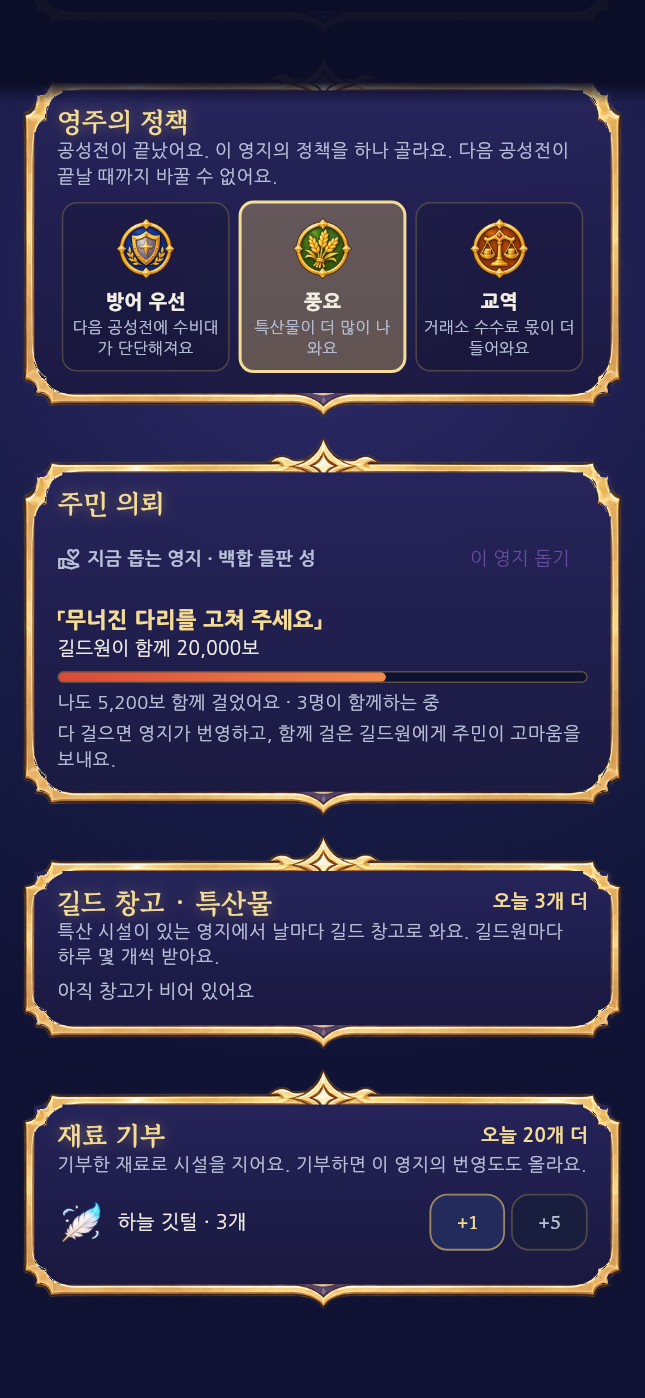 영주의 정책
공성전이 끝났어요. 이 영지의 정책을 하나 골라요. 다음 공성전이
끝날 때까지 바꿀 수 없어요.
방어 우선
다음 공성전에 수비대
가 단단해져요
풍요
특산물이 더 많이 나
와요
교역
거래소 수수료 몫이 더
들어와요
주민 의뢰
지금 돕는 영지 · 백합 들판 성
이 영지 돕기
「무너진 다리를 고쳐 주세요」
길드원이 함께 20,000보
나도 5,200보 함께 걸었어요 · 3명이 함께하는 중
다 걸으면 영지가 번영하고, 함께 걸은 길드원에게 주민이 고마움을
보내요.
길드 창고 · 특산물
오늘 3개 더
특산 시설이 있는 영지에서 날마다 길드 창고로 와요. 길드원마다
하루 몇 개씩 받아요.
아직 창고가 비어 있어요
재료 기부
오늘 20개 더
기부한 재료로 시설을 지어요. 기부하면 이 영지의 번영도도 올라요.
하늘 깃털 · 3개
+1
+5